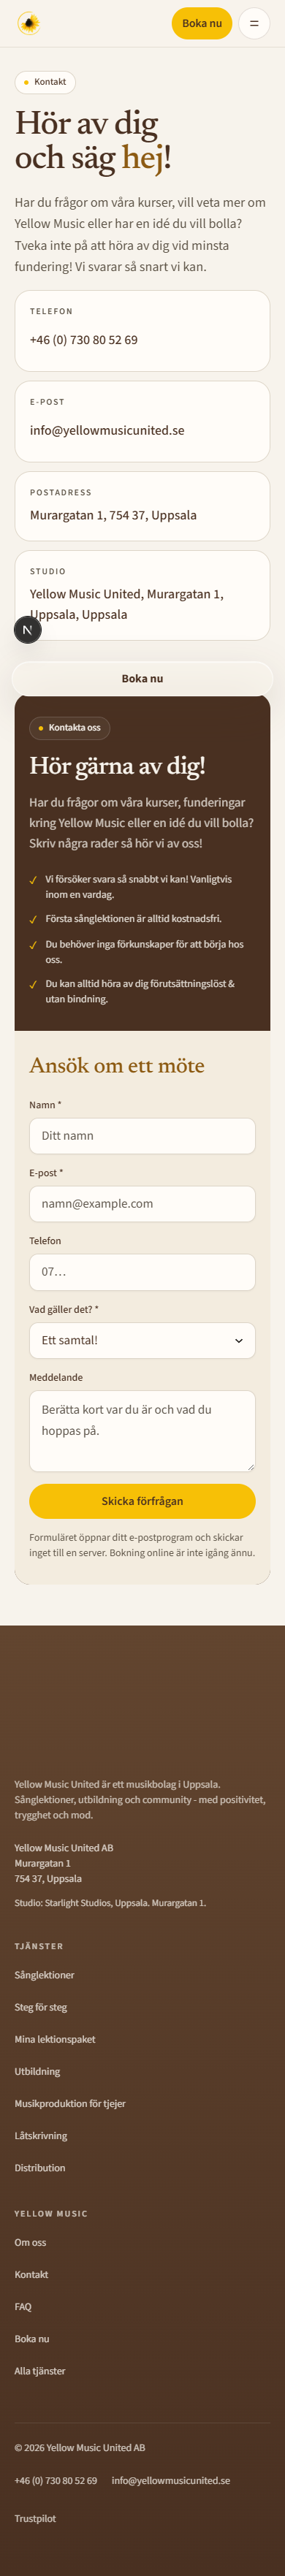 Boka nu
Kontakt
Hör av dig
och säg hej!
Har du frågor om våra kurser, vill veta mer om
Yellow Music eller har en idé du vill bolla?
Tveka inte på att höra av dig vid minsta
fundering! Vi svarar så snart vi kan.
TELEFON
+46 (0) 730 80 52 69
E-POST
info@yellowmusicunited.se
POSTADRESS
Murargatan 1, 754 37, Uppsala
STUDIO
Yellow Music United, Murargatan 1,
Uppsala, Uppsala
N
Boka nu
Kontakta oss
Hör gärna av dig!
Har du frågor om våra kurser, funderingar
kring Yellow Music eller en idé du vill bolla?
Skriv några rader så hör vi av oss!
✓ Vi försöker svara så snabbt vi kan! Vanligtvis
inom en vardag.
✓ Första sånglektionen är alltid kostnadsfri.
✓ Du behöver inga förkunskaper för att börja hos
oss.
✓ Du kan alltid höra av dig förutsättningslöst &
utan bindning.
Ansök om ett möte
Namn *
Ditt namn
E-post *
namn@example.com
Telefon
07…
Vad gäller det? *
Ett samtal!
Meddelande
Berätta kort var du är och vad du
hoppas på.
Skicka förfrågan
Formuläret öppnar ditt e-postprogram och skickar
inget till en server. Bokning online är inte igång ännu.
Yellow Music United är ett musikbolag i Uppsala.
Sånglektioner, utbildning och community - med positivitet,
trygghet och mod.
Yellow Music United AB
Murargatan 1
754 37, Uppsala
Studio: Starlight Studios, Uppsala. Murargatan 1.
TJÄNSTER
Sånglektioner
Steg för steg
Mina lektionspaket
Utbildning
Musikproduktion för tjejer
Låtskrivning
Distribution
YELLOW MUSIC
Om oss
Kontakt
FAQ
Boka nu
Alla tjänster
© 2026 Yellow Music United AB
+46 (0) 730 80 52 69 info@yellowmusicunited.se
Trustpilot